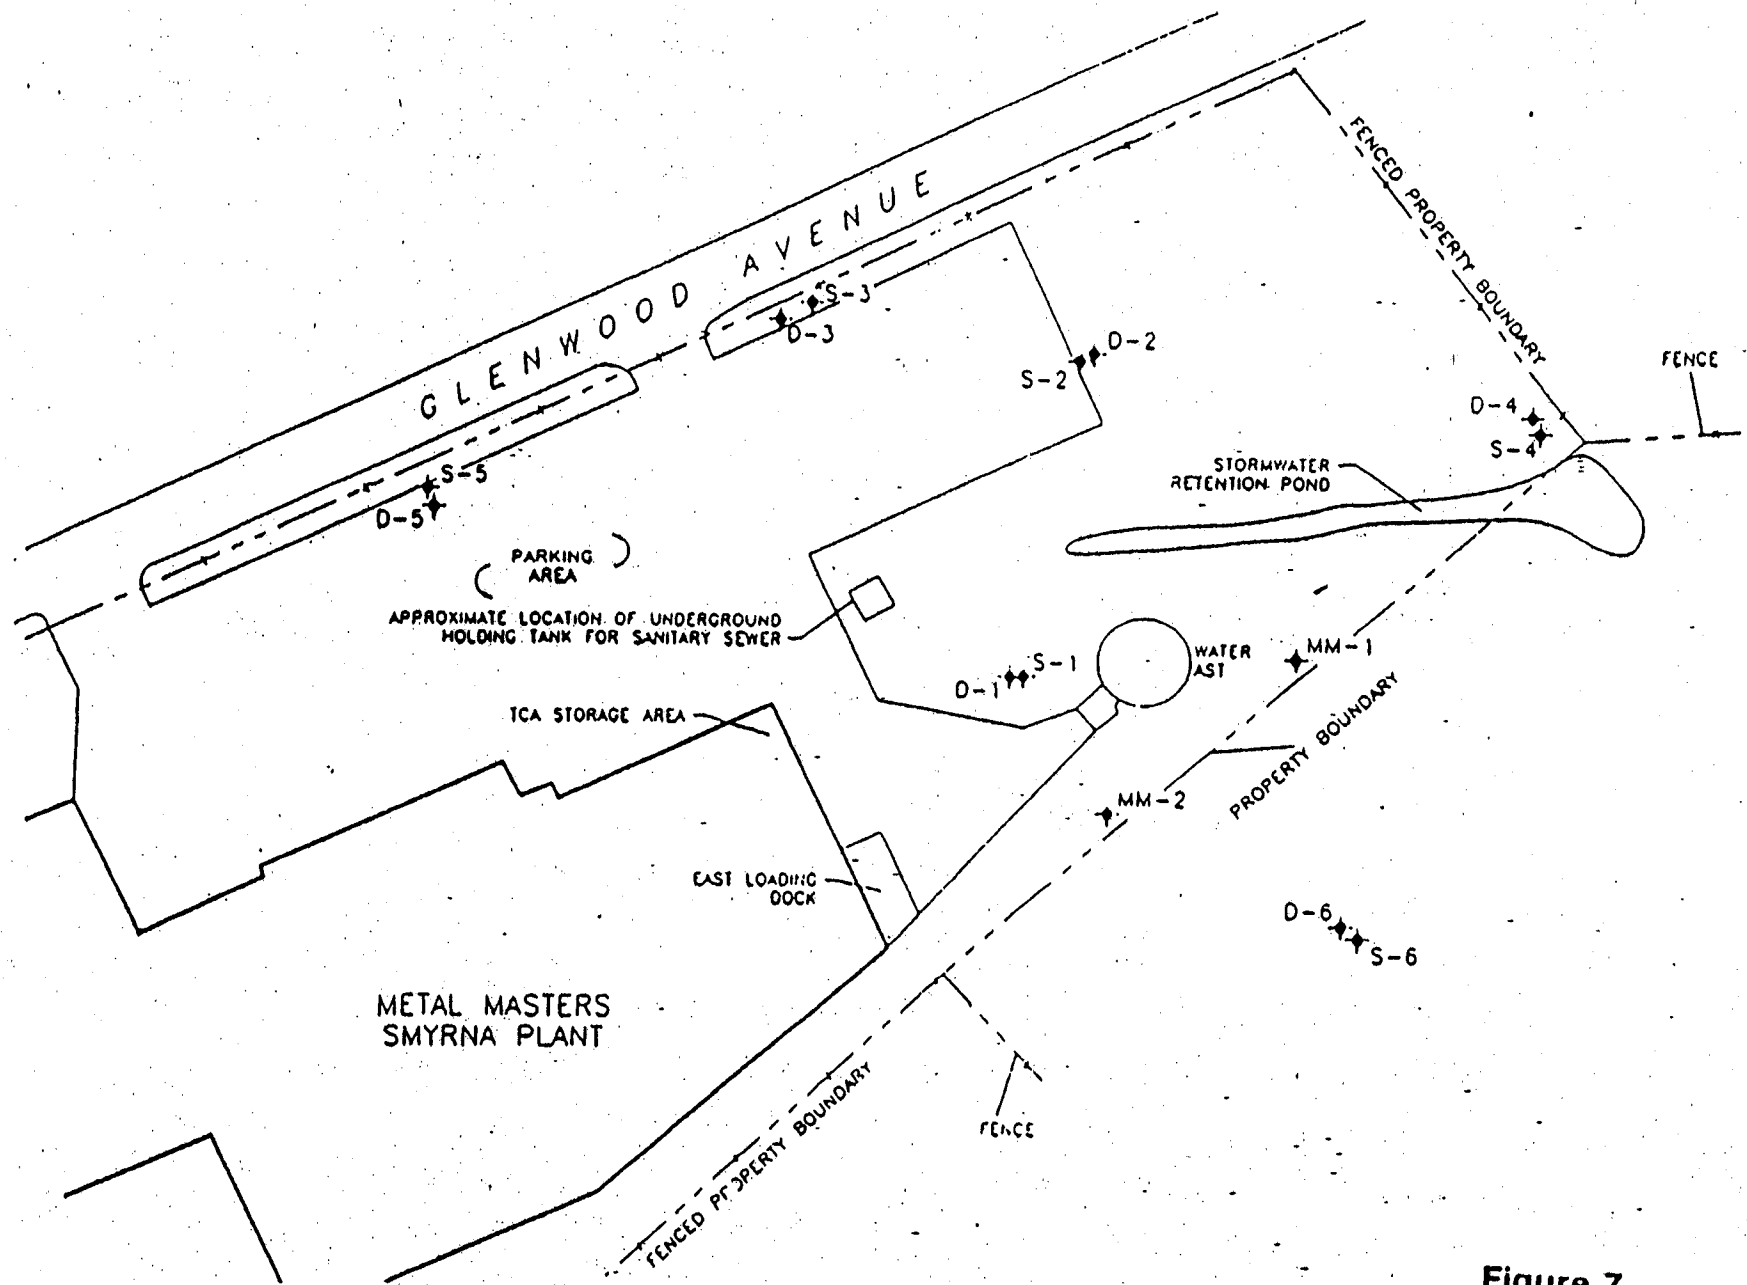 GLENWOOD AVENUE
FENCED PROPERTY BOUNDARY
S-3
D-3
D-2
S-2
FENCE
D-4
S-4
STORMWATER
RETENTION POND
S-5
D-5
PARKING
AREA
APPROXIMATE LOCATION OF UNDERGROUND
HOLDING TANK FOR SANITARY SEWER
S-1
D-1
WATER
AST
MM-1
TCA STORAGE AREA
PROPERTY BOUNDARY
MM-2
EAST LOADING
DOCK
D-6
S-6
METAL MASTERS
SMYRNA PLANT
FENCED PROPERTY BOUNDARY
FENCE
Figure 7